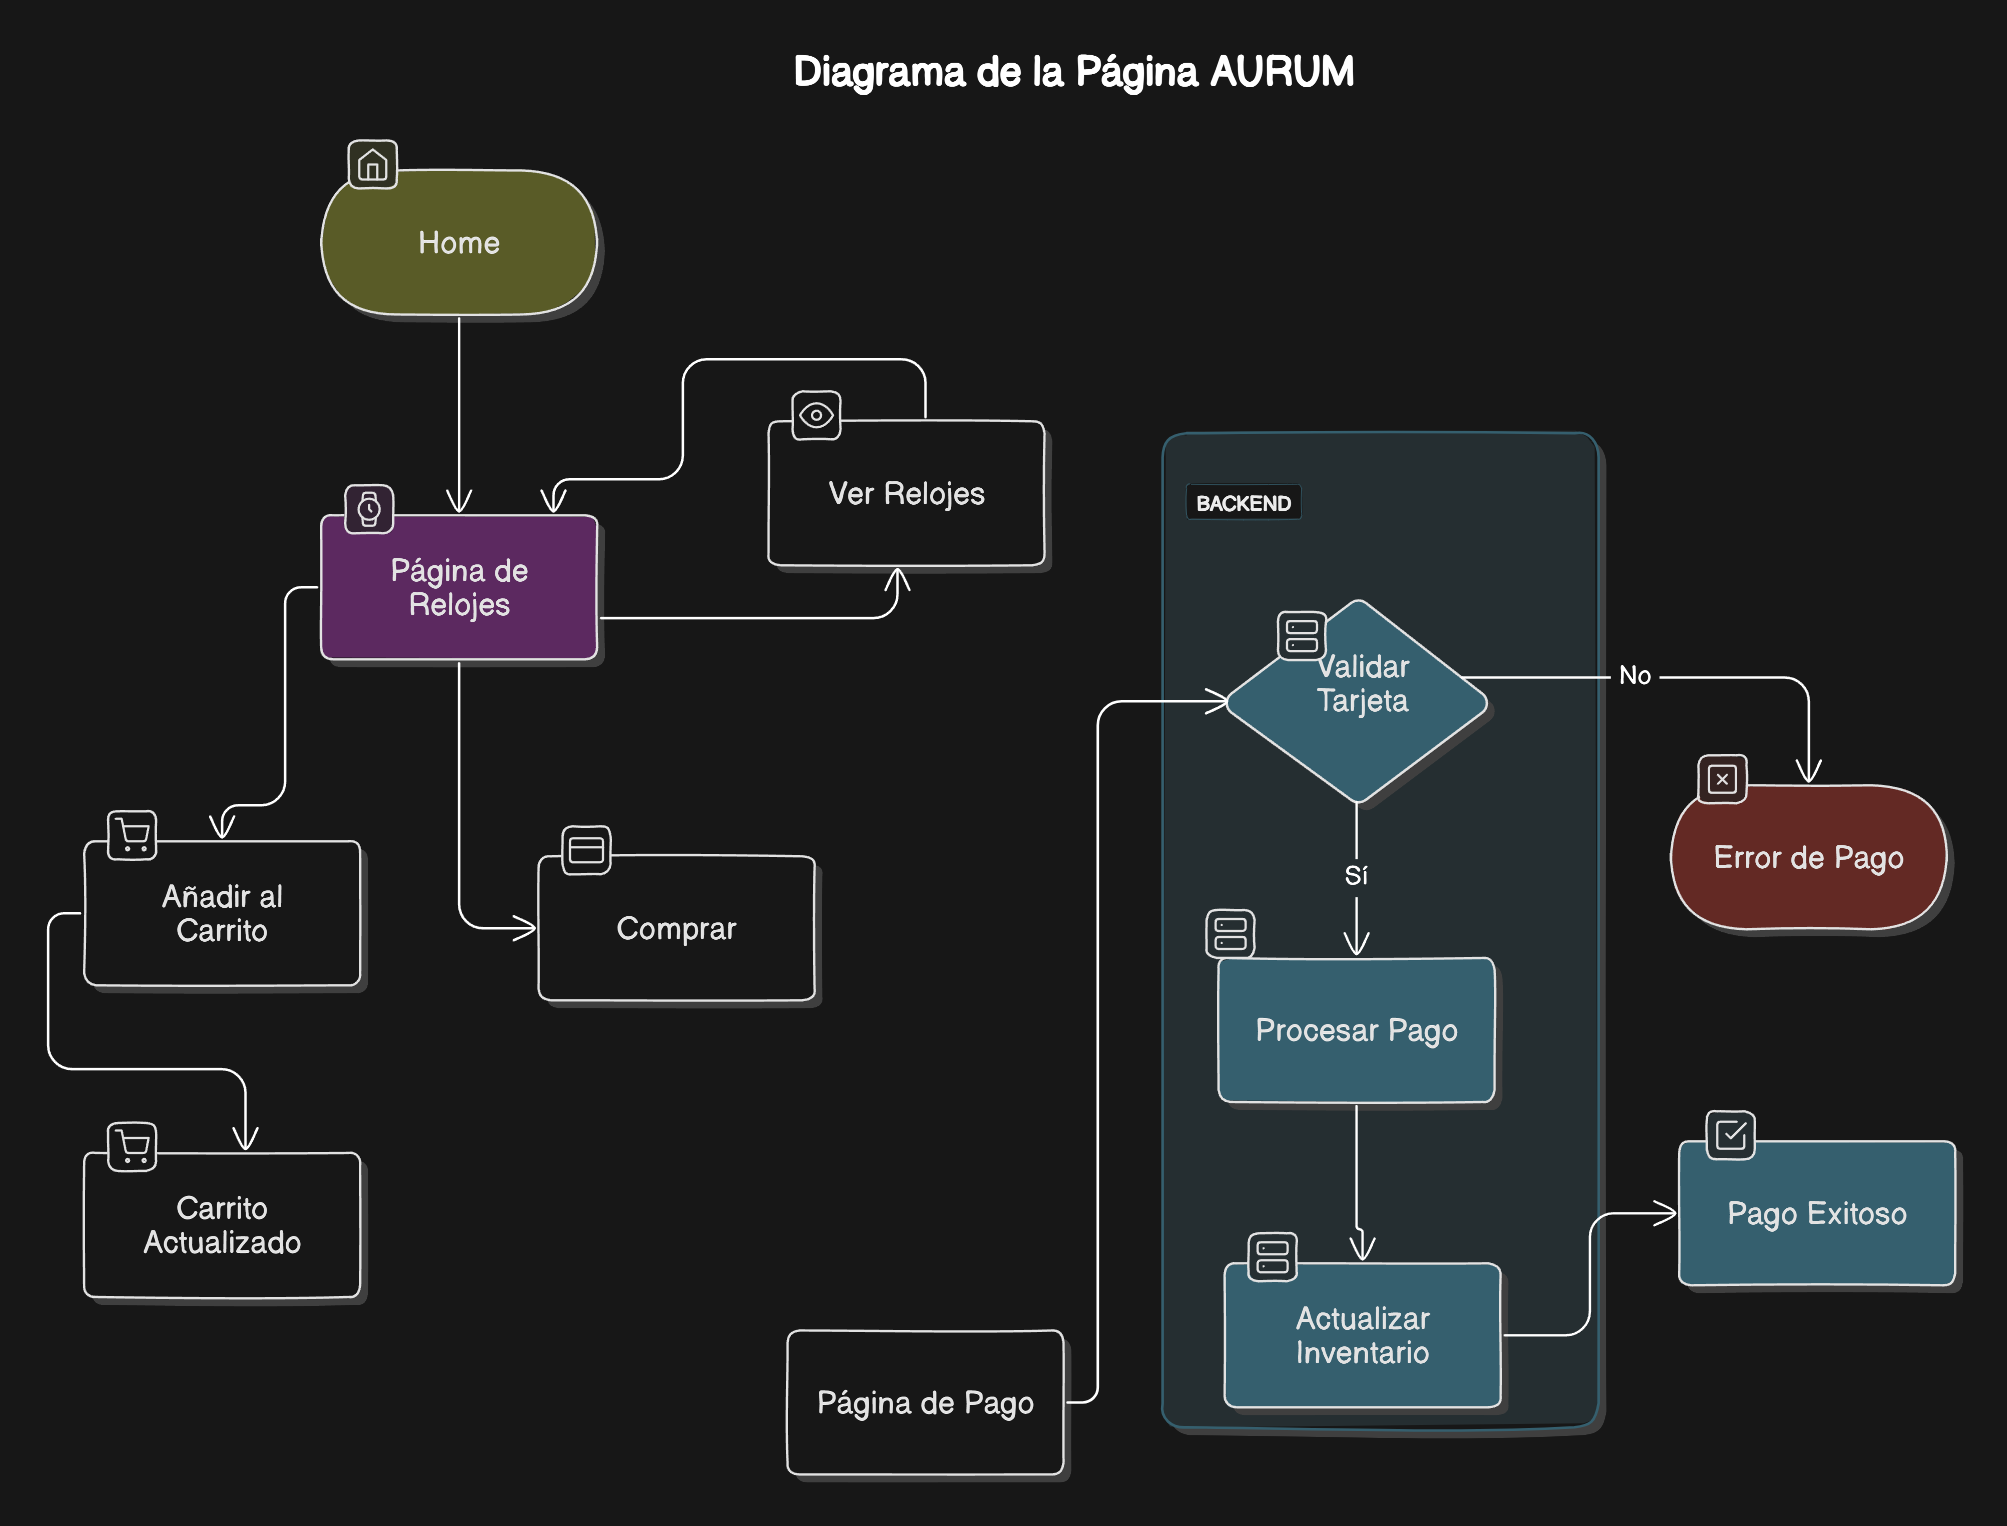 Diagrama de la Página AURUM
Home
Ver Relojes
BACKEND
Página de
Relojes
Validar
Tarjeta
No
Error de Pago
Sí
Añadir al
Carrito
Comprar
Procesar Pago
Carrito
Actualizado
Pago Exitoso
Actualizar
Inventario
Página de Pago